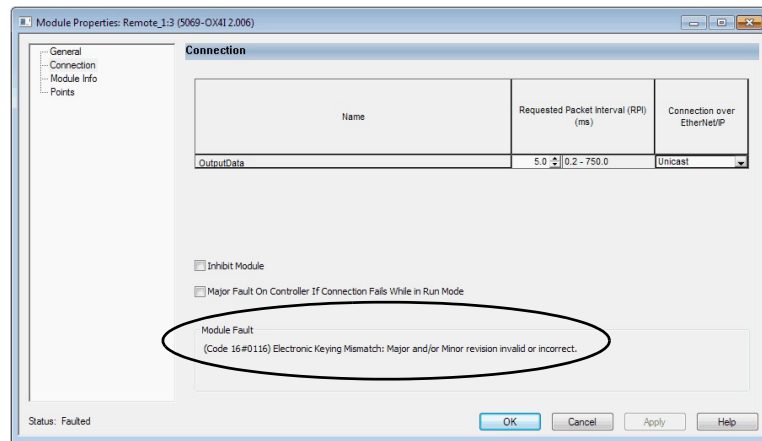 Module Properties: Remote_1:3 (5069-OX4I 2.006)
General
Connection
Module Info
Points
Connection
Name
Requested Packet Interval (RPI)
(ms)
Connection over
EtherNet/IP
OutputData
5.0
0.2 - 750.0
Unicast
Inhibit Module
Major Fault On Controller If Connection Fails While in Run Mode
Module Fault
(Code 16#0116) Electronic Keying Mismatch: Major and/or Minor revision invalid or incorrect.
Status: Faulted
OK
Cancel
Apply
Help